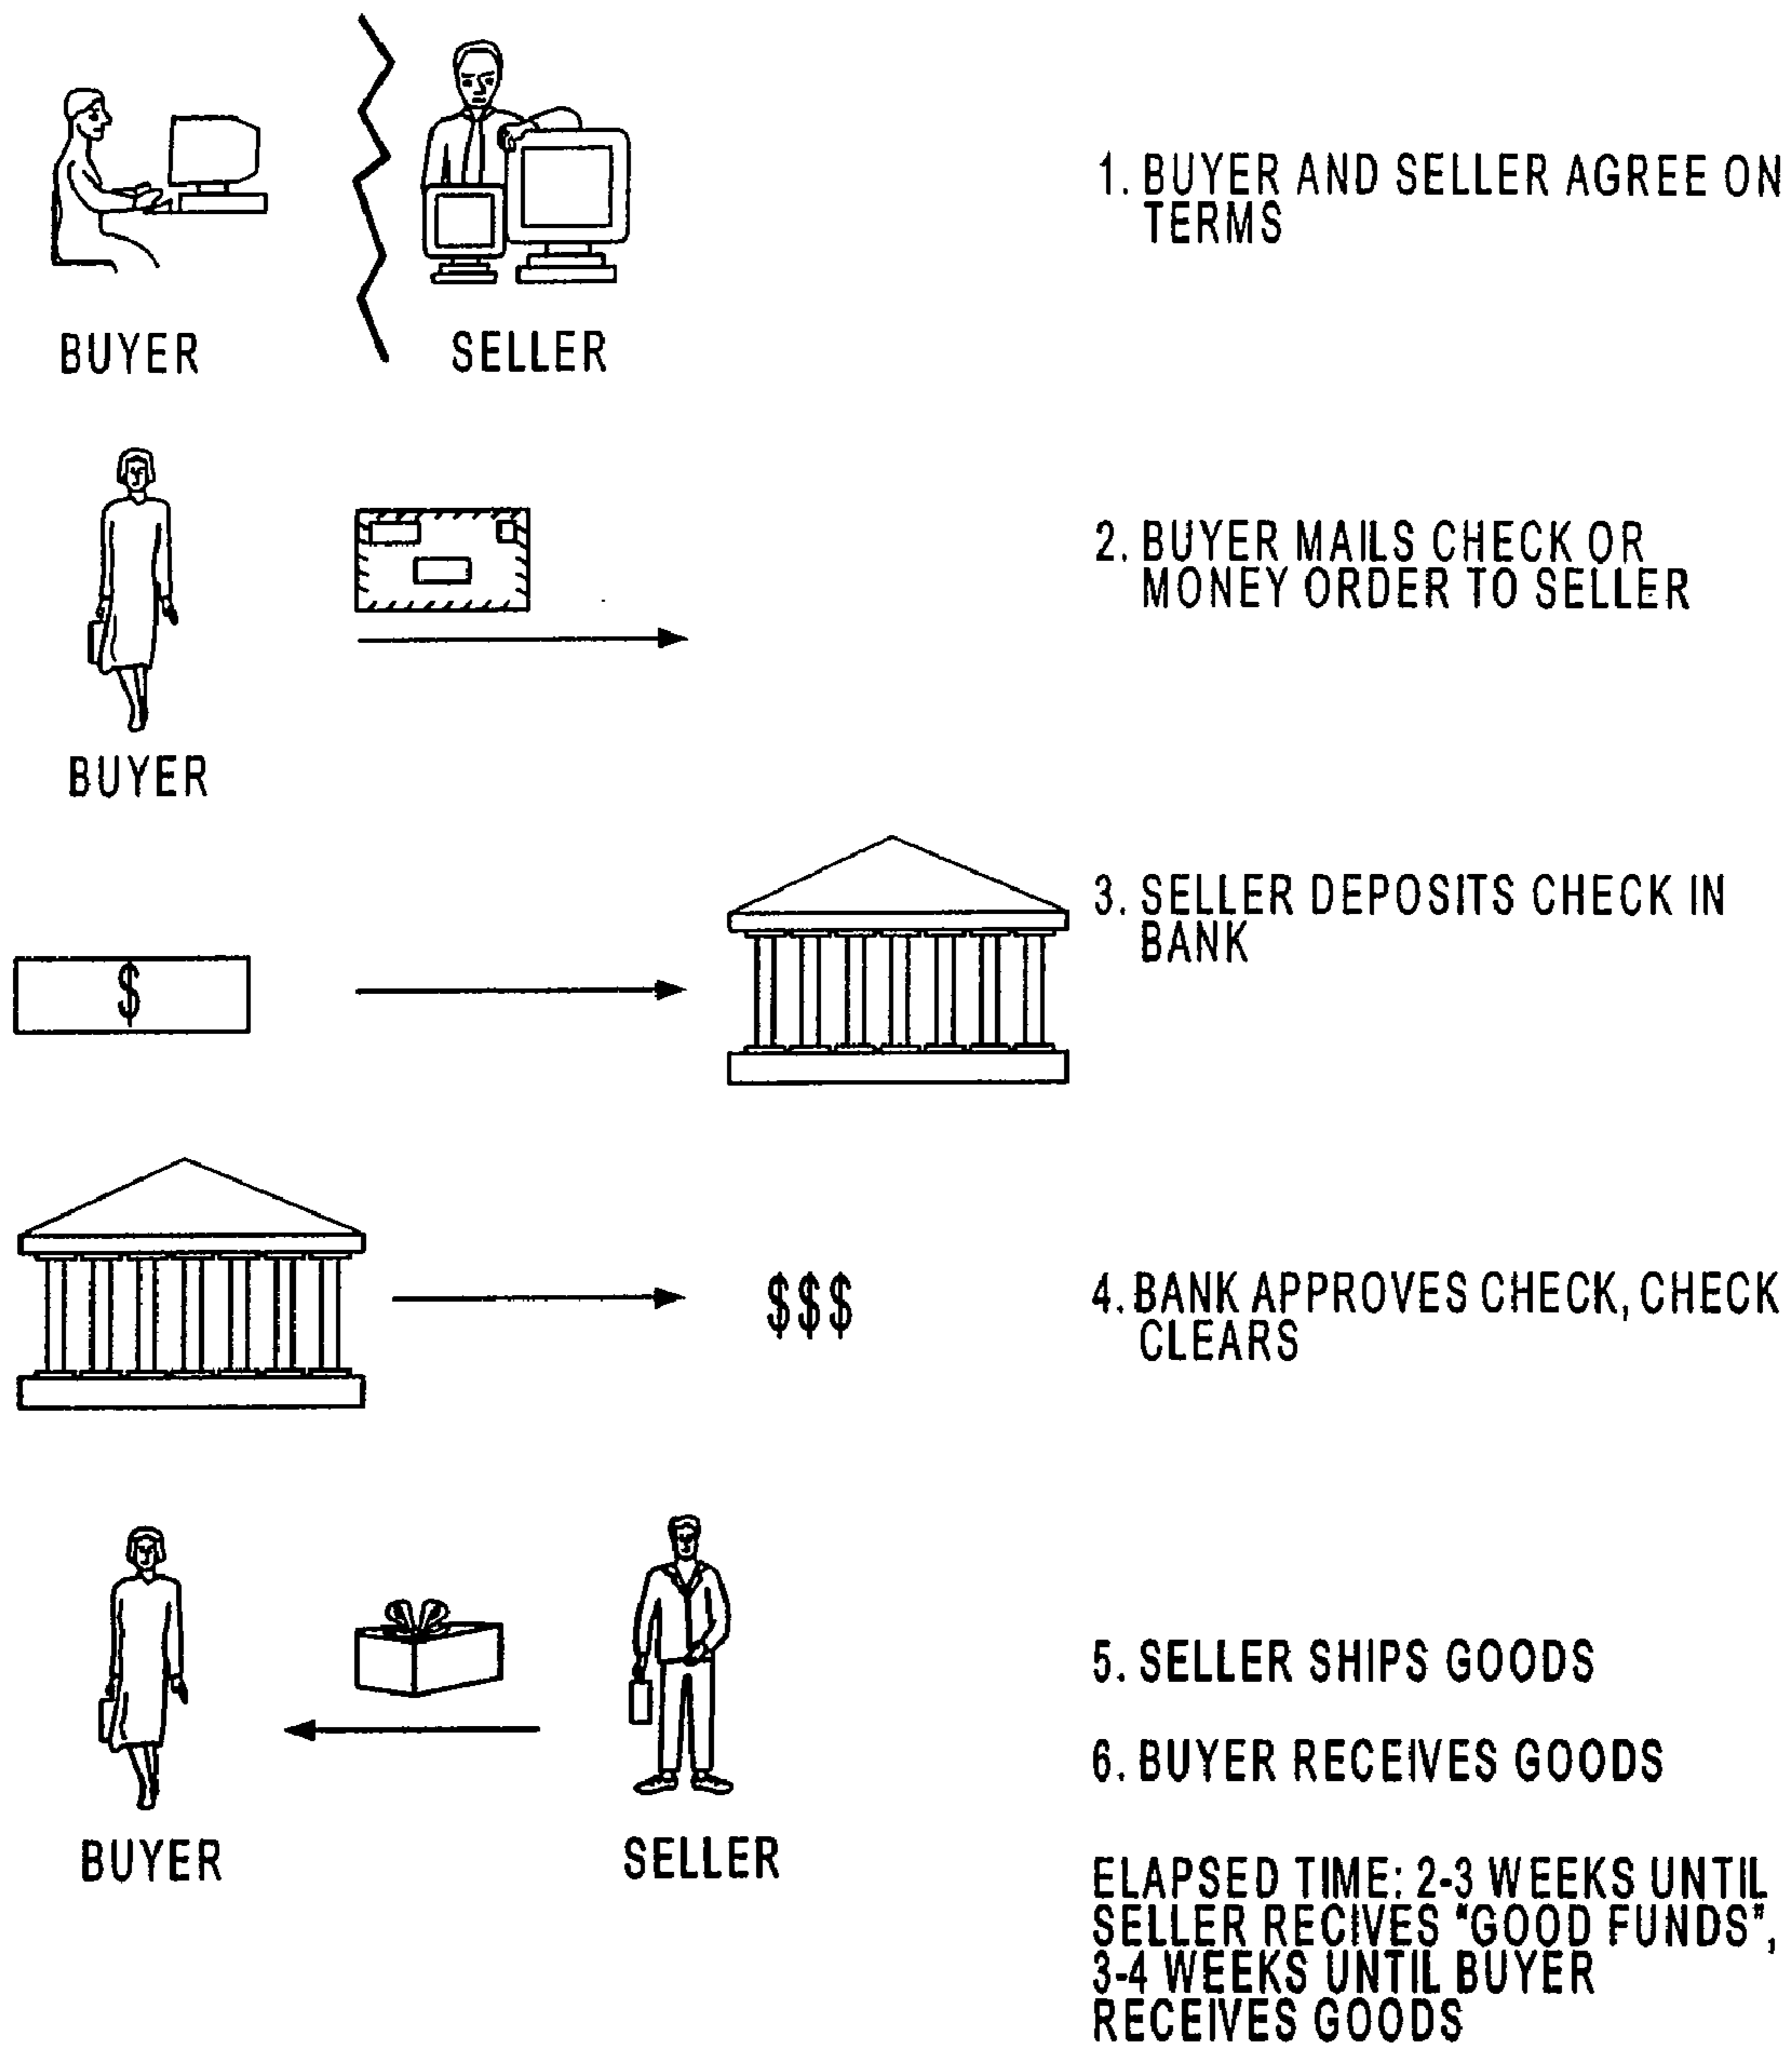 BUYER
SELLER
1. BUYER AND SELLER AGREE ON
TERMS
BUYER
2. BUYER MAILS CHECK OR
MONEY ORDER TO SELLER
$
3. SELLER DEPOSITS CHECK IN
BANK
$$$
4. BANK APPROVES CHECK, CHECK
CLEARS
BUYER
SELLER
5. SELLER SHIPS GOODS
6. BUYER RECEIVES GOODS
ELAPSED TIME: 2-3 WEEKS UNTIL
SELLER RECIVES "GOOD FUNDS",
3-4 WEEKS UNTIL BUYER
RECEIVES GOODS